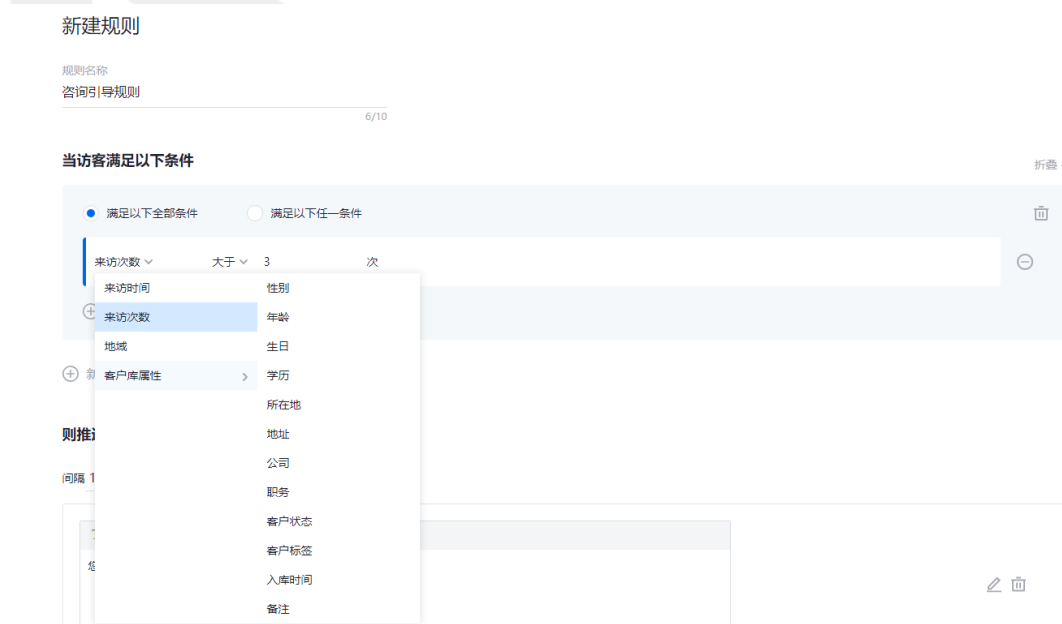 新建规则
规则名称
咨询引导规则
6/10
当访客满足以下条件
折叠
满足以下全部条件 满足以下任一条件
来访次数 大于 3 次
来访时间 性别
来访次数 年龄
地域 生日
新 客户库属性 学历
所在地
则推 地址
公司
间隔 1 职务
客户状态
客户标签
您
入库时间
备注